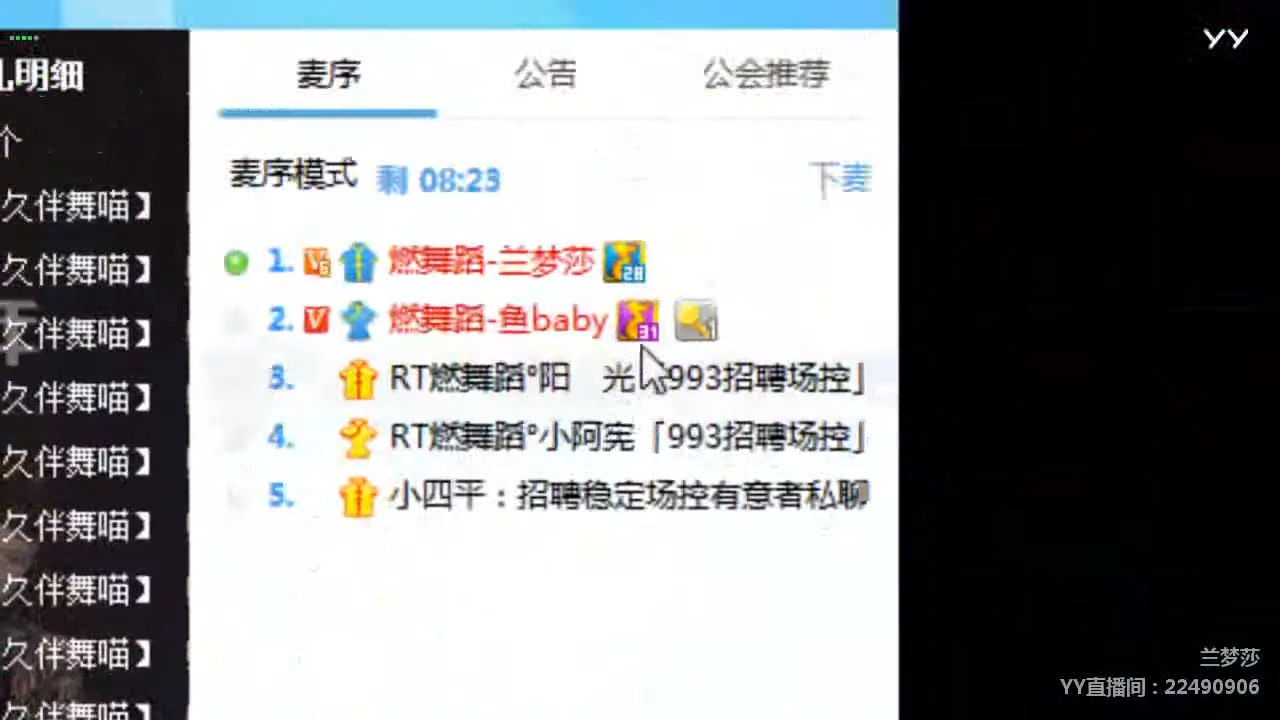 YY
明细
个
久伴舞喵】
久伴舞喵】
久伴舞喵】
久伴舞喵】
久伴舞喵】
久伴舞喵】
久伴舞喵】
久伴舞喵】
麦序 公告 公会推荐
麦序模式 剩 08:23 下麦
1. V6 燃舞蹈-兰梦莎 28
2. V 燃舞蹈-鱼baby 31 1
3. RT燃舞蹈°阳 光「993招聘场控」
4. RT燃舞蹈°小阿宪「993招聘场控」
5. 小四平：招聘稳定场控有意者私聊
兰梦莎
YY直播间：22490906